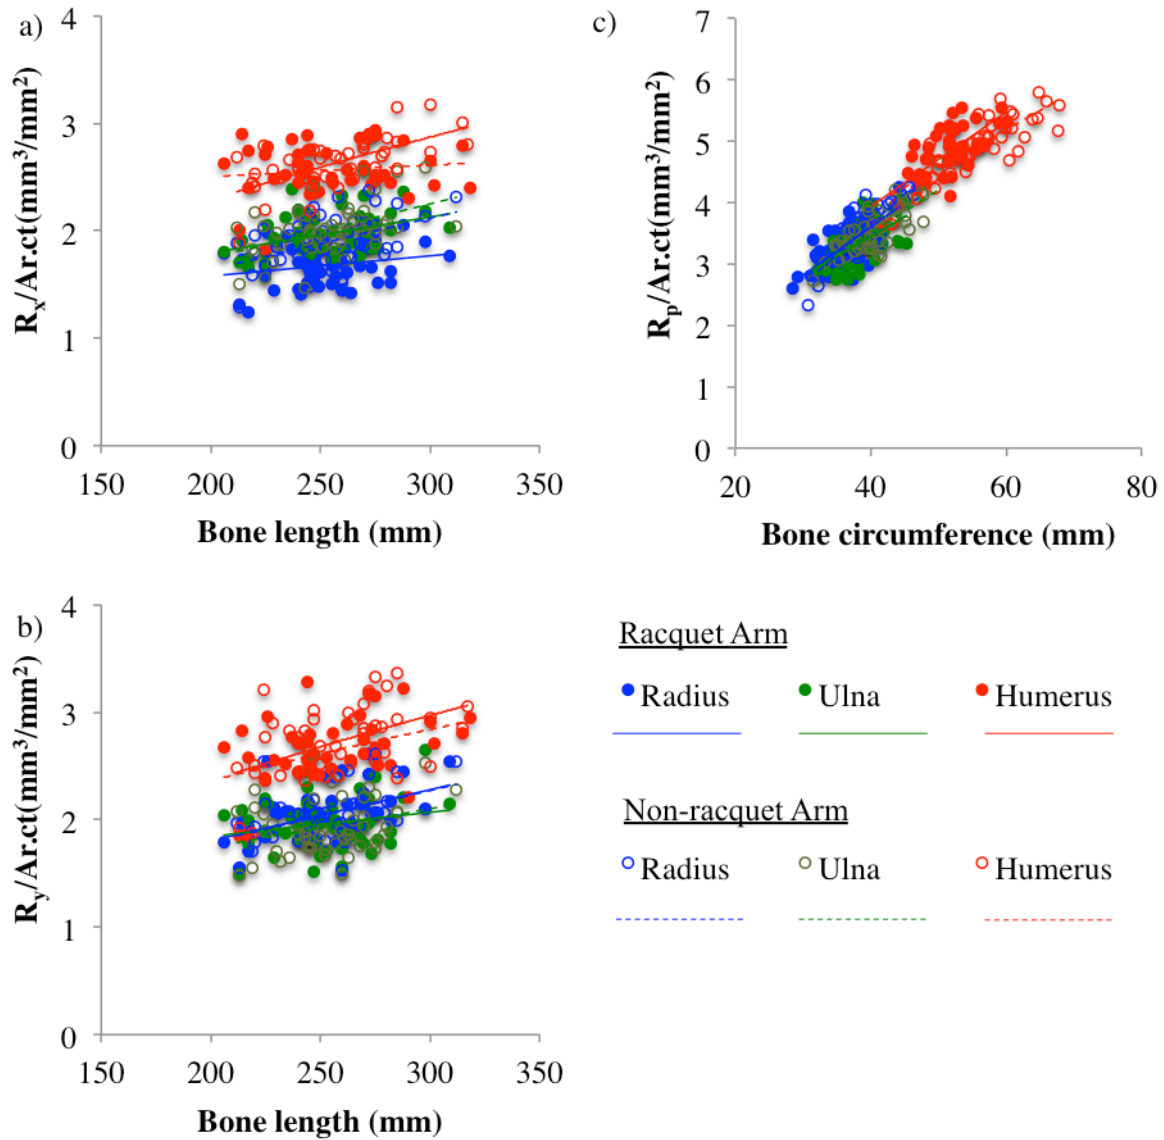 a)
Rx/Ar.ct(mm³/mm²)
4
3
2
1
0
150 200 250 300 350
Bone length (mm)
c)
Rp/Ar.ct(mm³/mm²)
7
6
5
4
3
2
1
0
20 40 60 80
Bone circumference (mm)
b)
Ry/Ar.ct(mm³/mm²)
4
3
2
1
0
150 200 250 300 350
Bone length (mm)
Racquet Arm
Radius Ulna Humerus
Non-racquet Arm
Radius Ulna Humerus